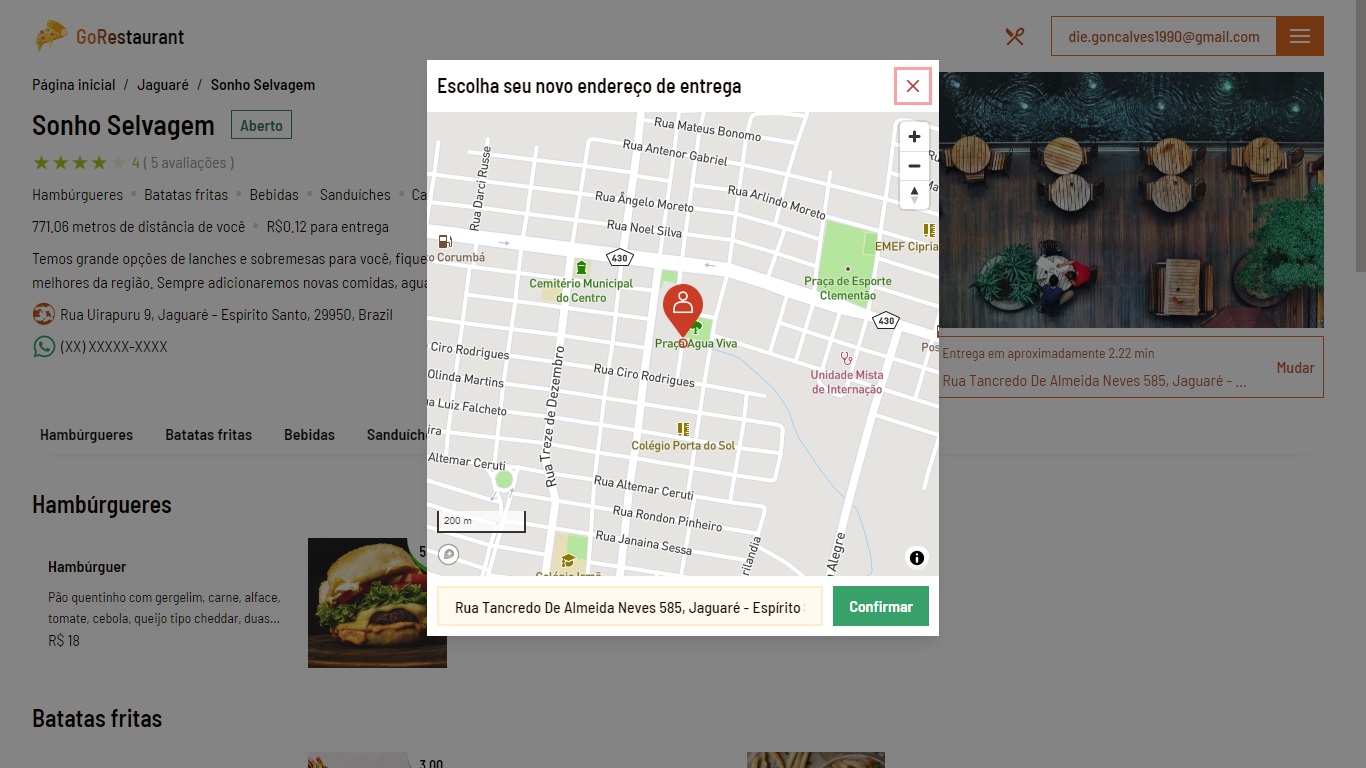 GoRestaurant
die.goncalves1990@gmail.com
Página inicial / Jaguaré / Sonho Selvagem
Sonho Selvagem
Aberto
4 ( 5 avaliações )
Hambúrgueres • Batatas fritas • Bebidas • Sanduíches •
771,06 metros de distância de você • R$0,12 para entrega
Temos grande opções de lanches e sobremesas para você, fique
melhores da região. Sempre adicionaremos novas comidas,
Rua Uirapuru 9, Jaguaré - Espírito Santo, 29950, Brazil
(XX) XXXXX-XXXX
Entrega em aproximadamente 2.22 min
Rua Tancredo De Almeida Neves 585, Jaguaré - ...
Mudar
Hambúrgueres
Batatas fritas
Bebidas
Hambúrgueres
Hambúrguer
Pão quentinho com gergelim, carne, alface,
tomate, cebola, queijo tipo cheddar, duas...
R$ 18
Batatas fritas
3.00
Escolha seu novo endereço de entrega
Rua Mateus Bonomo
Rua Antenor Gabriel
Rua Darci Russe
Rua Arlindo Moreto
Rua Ângelo Moreto
Rua Noel Silva
EMEF Cipria
430
Corumbá
Cemitério Municipal
do Centro
Praça de Esporte
Clementão
430
Praça Agua Viva
Ciro Rodrigues
Rua Ciro Rodrigues
Unidade Mista
de Internação
Olinda Martins
Rua Treze de Dezembro
Luiz Falcheto
Colégio Porta do Sol
Altemar Ceruti
Rua Altemar Ceruti
Rua Rondon Pinheiro
Rua Janaina Sessa
Alegre
200 m
Rua Tancredo De Almeida Neves 585, Jaguaré - Espírito
Confirmar